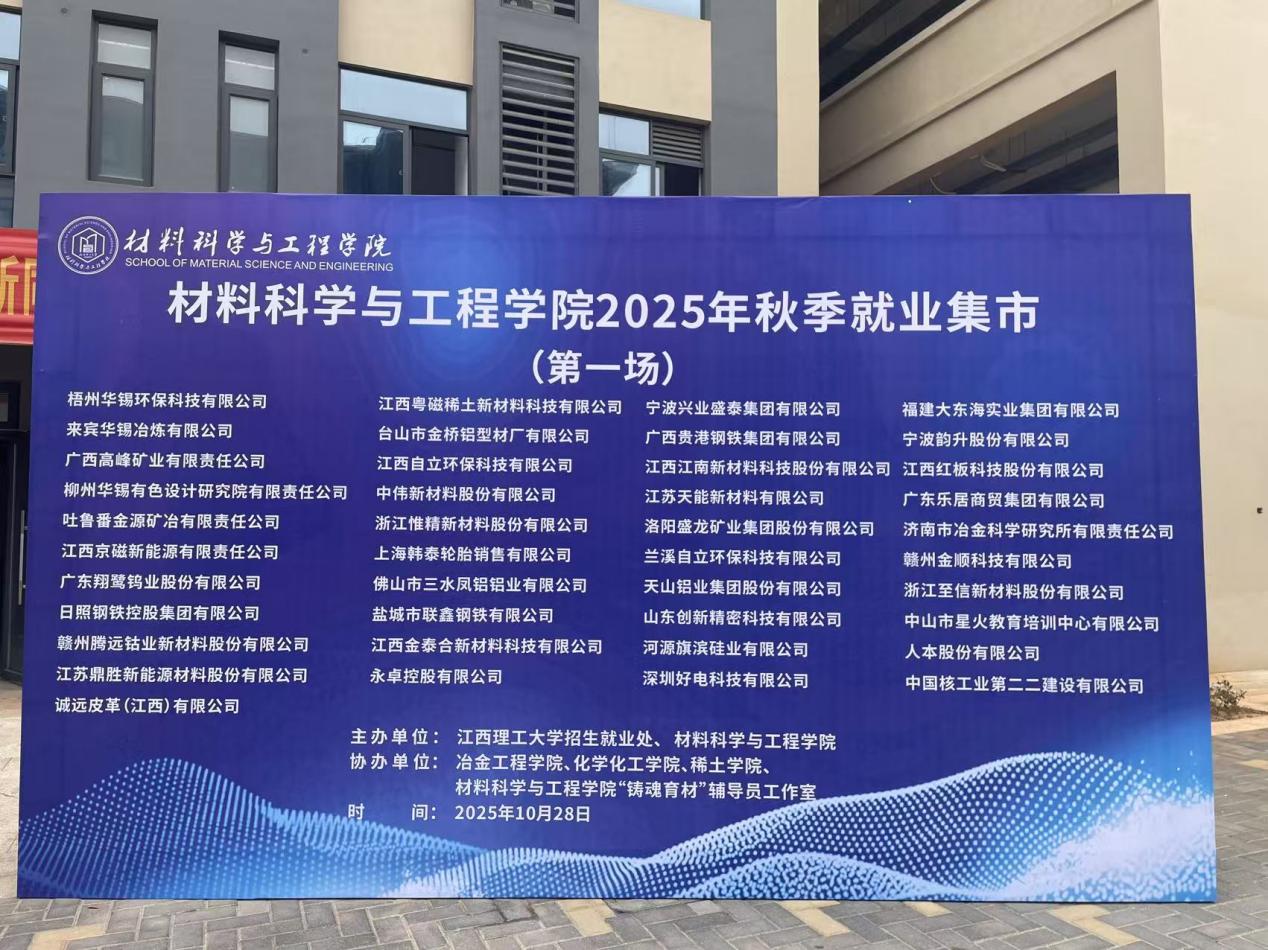 材料科学与工程学院
SCHOOL OF MATERIAL SCIENCE AND ENGINEERING
材料科学与工程学院2025年秋季就业集市
（第一场）
梧州华锡环保科技有限公司
来宾华锡冶炼有限公司
广西高峰矿业有限责任公司
柳州华锡有色设计研究院有限责任公司
吐鲁番金源矿冶有限责任公司
江西京磁新能源有限责任公司
广东翔鹭钨业股份有限公司
日照钢铁控股集团有限公司
赣州腾远钴业新材料股份有限公司
江苏鼎胜新能源材料股份有限公司
诚远皮革（江西）有限公司
江西粤磁稀土新材料科技有限公司
台山市金桥铝型材厂有限公司
江西自立环保科技有限公司
中伟新材料股份有限公司
浙江惟精新材料股份有限公司
上海韩泰轮胎销售有限公司
佛山市三水凤铝铝业有限公司
盐城市联鑫钢铁有限公司
江西金泰合新材料科技有限公司
永卓控股有限公司
宁波兴业盛泰集团有限公司
广西贵港钢铁集团有限公司
江西江南新材料科技股份有限公司
江苏天能新材料有限公司
洛阳盛龙矿业集团股份有限公司
兰溪自立环保科技有限公司
天山铝业集团股份有限公司
山东创新精密科技有限公司
河源旗滨硅业有限公司
深圳好电科技有限公司
福建大东海实业集团有限公司
宁波韵升股份有限公司
江西红板科技股份有限公司
广东乐居商贸集团有限公司
济南市冶金科学研究所有限责任公司
赣州金顺科技有限公司
浙江至信新材料股份有限公司
中山市星火教育培训中心有限公司
人本股份有限公司
中国核工业第二二建设有限公司
主办单位： 江西理工大学招生就业处、材料科学与工程学院
协办单位： 冶金工程学院、化学化工学院、稀土学院、
材料科学与工程学院“铸魂育材”辅导员工作室
时 间： 2025年10月28日